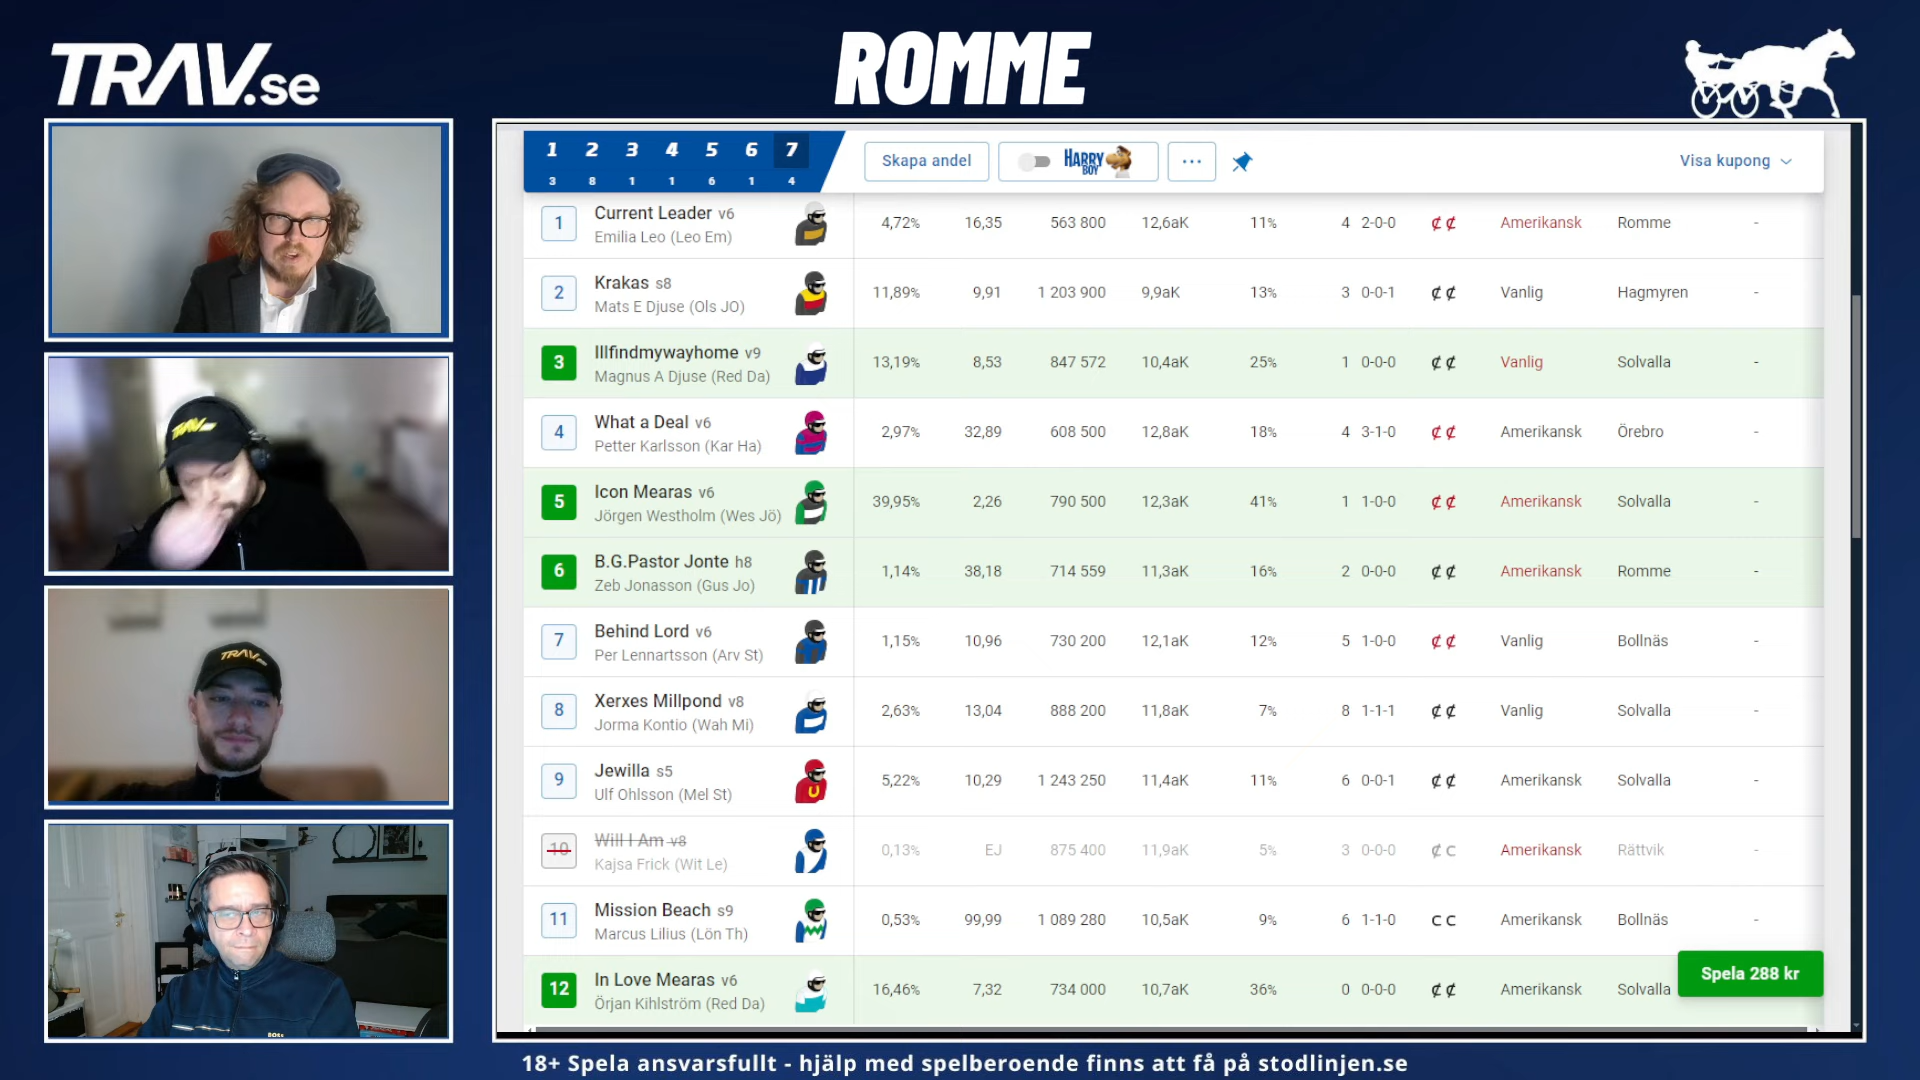 TRAV.se
ROMME
1 2 3 4 5 6 7
3 8 1 1 6 1 4
Skapa andel
HARRY BOY
...
Visa kupong
1 Current Leader v6 4,72% 16,35 563 800 12,6aK 11% 4 2-0-0 Amerikansk Romme -
Emilia Leo (Leo Em)
2 Krakas s8 11,89% 9,91 1 203 900 9,9aK 13% 3 0-0-1 Vanlig Hagmyren -
Mats E Djuse (Ols JO)
3 Illfindmywayhome v9 13,19% 8,53 847 572 10,4aK 25% 1 0-0-0 Vanlig Solvalla -
Magnus A Djuse (Red Da)
4 What a Deal v6 2,97% 32,89 608 500 12,8aK 18% 4 3-1-0 Amerikansk Örebro -
Petter Karlsson (Kar Ha)
5 Icon Mearas v6 39,95% 2,26 790 500 12,3aK 41% 1 1-0-0 Amerikansk Solvalla -
Jörgen Westholm (Wes Jö)
6 B.G.Pastor Jonte h8 1,14% 38,18 714 559 11,3aK 16% 2 0-0-0 Amerikansk Romme -
Zeb Jonasson (Gus Jo)
7 Behind Lord v6 1,15% 10,96 730 200 12,1aK 12% 5 1-0-0 Vanlig Bollnäs -
Per Lennartsson (Arv St)
8 Xerxes Millpond v8 2,63% 13,04 888 200 11,8aK 7% 8 1-1-1 Vanlig Solvalla -
Jorma Kontio (Wah Mi)
9 Jewilla s5 5,22% 10,29 1 243 250 11,4aK 11% 6 0-0-1 Amerikansk Solvalla -
Ulf Ohlsson (Mel St)
10 Will I Am v8 0,13% EJ 875 400 11,9aK 5% 3 0-0-0 C Amerikansk Rättvik -
Kajsa Frick (Wit Le)
11 Mission Beach s9 0,53% 99,99 1 089 280 10,5aK 9% 6 1-1-0 C C Amerikansk Bollnäs -
Marcus Lilius (Lön Th)
12 In Love Mearas v6 16,46% 7,32 734 000 10,7aK 36% 0 0-0-0 Amerikansk Solvalla
Örjan Kihlström (Red Da)
Spela 288 kr
TRAV.se
TRAV.se
BOSS
18+ Spela ansvarsfullt - hjälp med spelberoende finns att få på stodlinjen.se